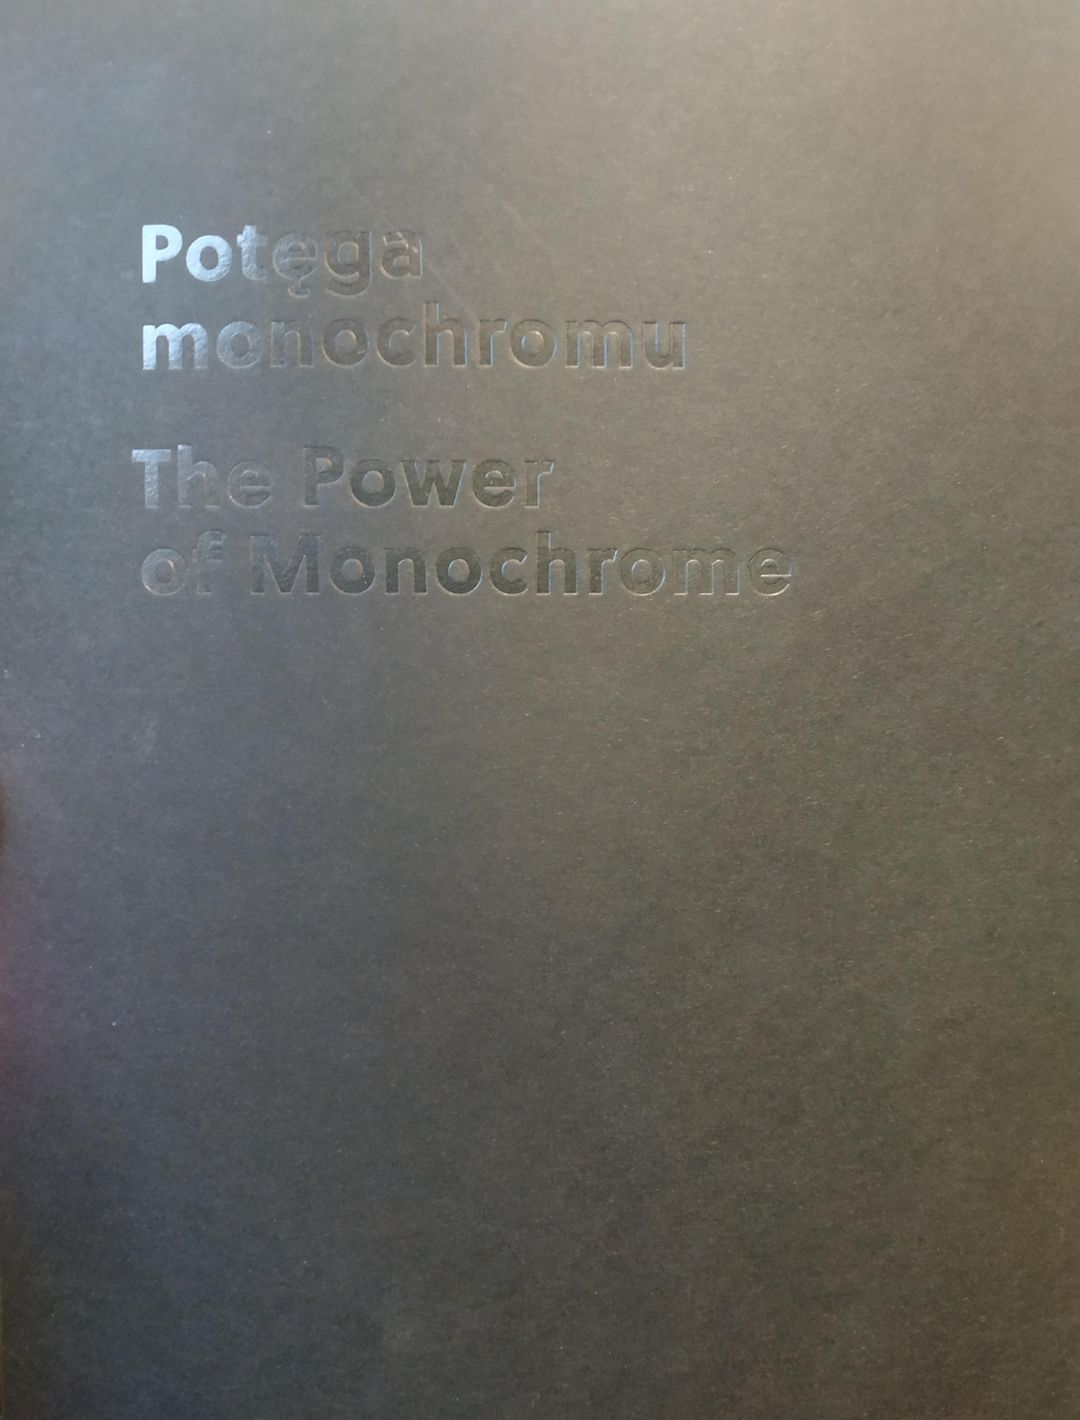 Potęga
monochromu
The Power
of Monochrome